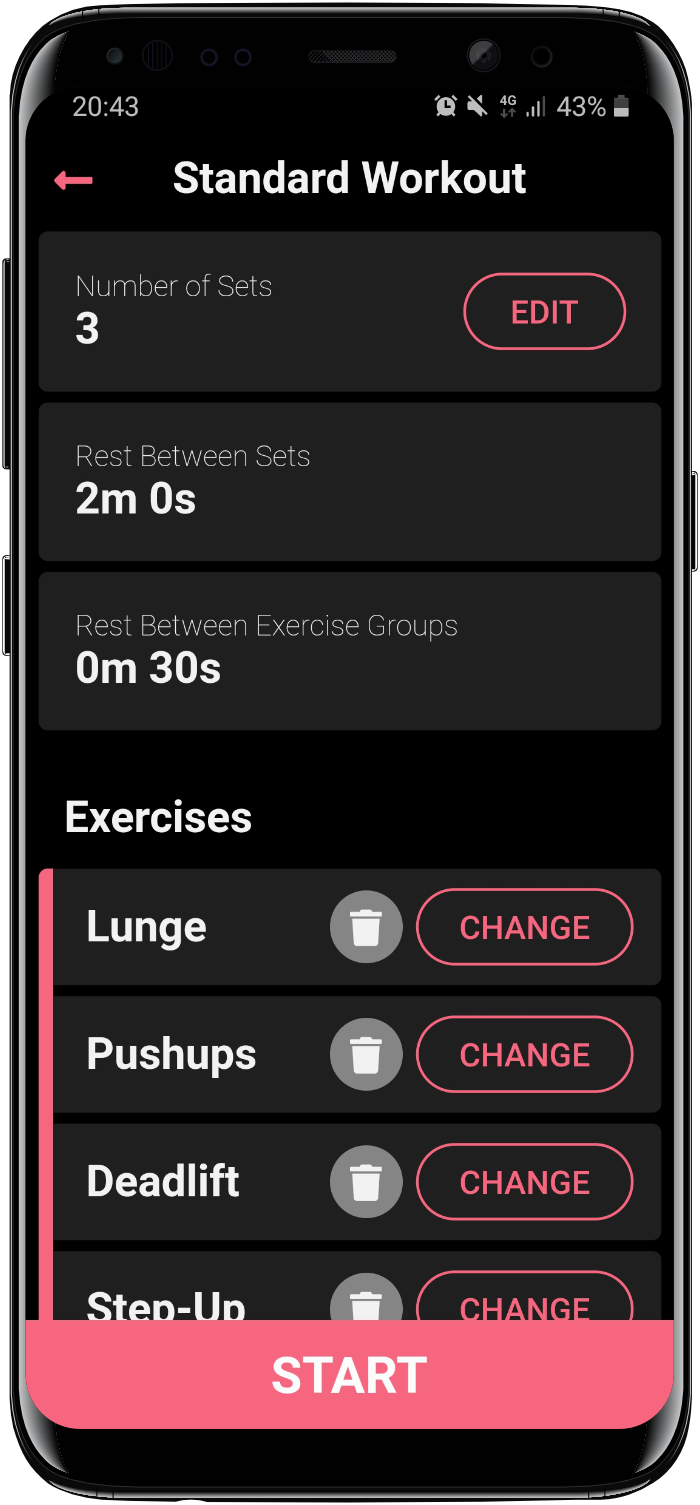 20:43 4G 43%
Standard Workout
Number of Sets
3
EDIT
Rest Between Sets
2m 0s
Rest Between Exercise Groups
0m 30s
Exercises
Lunge CHANGE
Pushups CHANGE
Deadlift CHANGE
Step-Up CHANGE
START